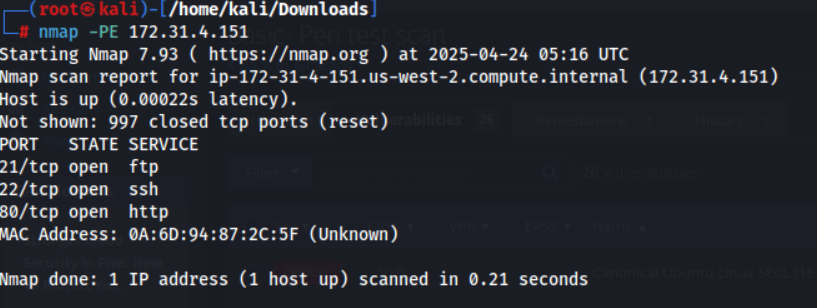 (root㉿kali)-[/home/kali/Downloads]
# nmap -PE 172.31.4.151
Starting Nmap 7.93 ( https://nmap.org ) at 2025-04-24 05:16 UTC
Nmap scan report for ip-172-31-4-151.us-west-2.compute.internal (172.31.4.151)
Host is up (0.00022s latency).
Not shown: 997 closed tcp ports (reset)
PORT   STATE SERVICE
21/tcp open  ftp
22/tcp open  ssh
80/tcp open  http
MAC Address: 0A:6D:94:87:2C:5F (Unknown)
Nmap done: 1 IP address (1 host up) scanned in 0.21 seconds